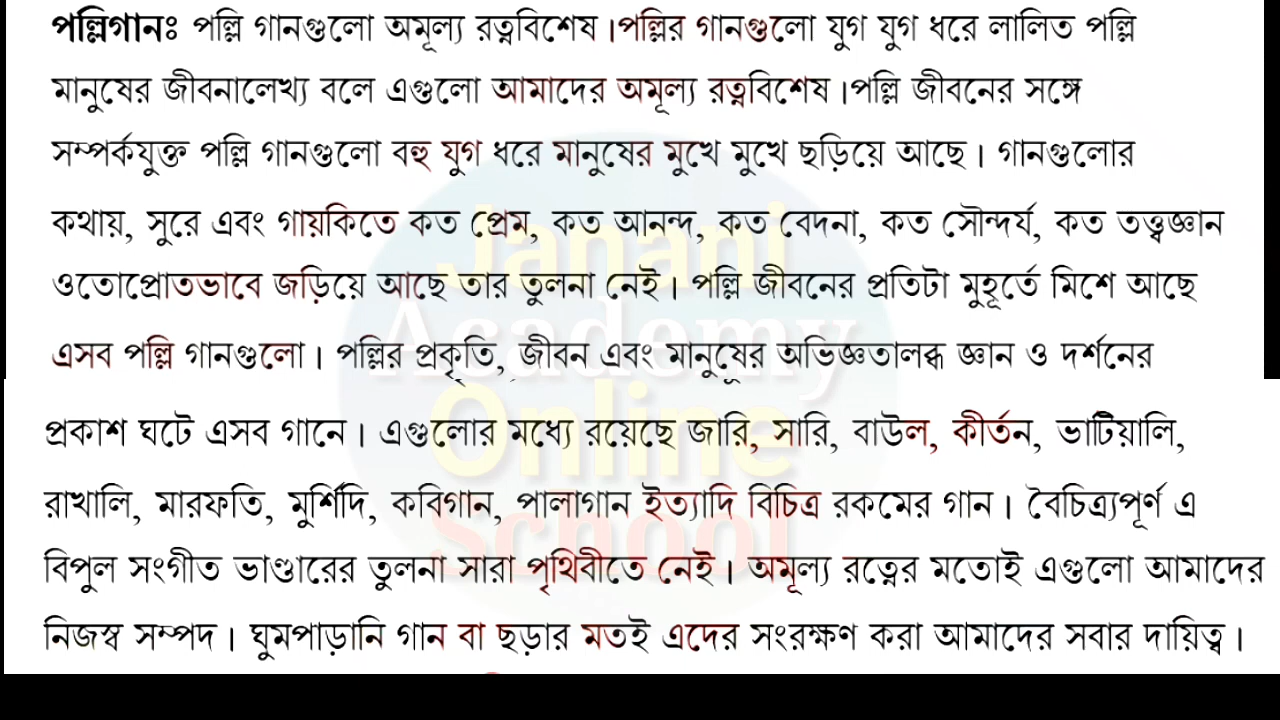 পল্লিগানঃ পল্লি গানগুলো অমূল্য রত্নবিশেষ।পল্লির গানগুলো যুগ যুগ ধরে লালিত পল্লি
মানুষের জীবনালেখ্য বলে এগুলো আমাদের অমূল্য রত্নবিশেষ।পল্লি জীবনের সঙ্গে
সম্পর্কযুক্ত পল্লি গানগুলো বহু যুগ ধরে মানুষের মুখে মুখে ছড়িয়ে আছে। গানগুলোর
কথায়, সুরে এবং গায়কিতে কত প্রেম, কত আনন্দ, কত বেদনা, কত সৌন্দর্য, কত তত্ত্বজ্ঞান
ওতোপ্রোতভাবে জড়িয়ে আছে তার তুলনা নেই। পল্লি জীবনের প্রতিটা মুহূর্তে মিশে আছে
এসব পল্লি গানগুলো। পল্লির প্রকৃতি, জীবন এবং মানুষের অভিজ্ঞতালব্ধ জ্ঞান ও দর্শনের
প্রকাশ ঘটে এসব গানে। এগুলোর মধ্যে রয়েছে জারি, সারি, বাউল, কীর্তন, ভাটিয়ালি,
রাখালি, মারফতি, মুর্শিদি, কবিগান, পালাগান ইত্যাদি বিচিত্র রকমের গান। বৈচিত্র্যপূর্ণ এ
বিপুল সংগীত ভাণ্ডারের তুলনা সারা পৃথিবীতে নেই। অমূল্য রত্নের মতোই এগুলো আমাদের
নিজস্ব সম্পদ। ঘুমপাড়ানি গান বা ছড়ার মতই এদের সংরক্ষণ করা আমাদের সবার দায়িত্ব।
Janani
Academy
Online
School